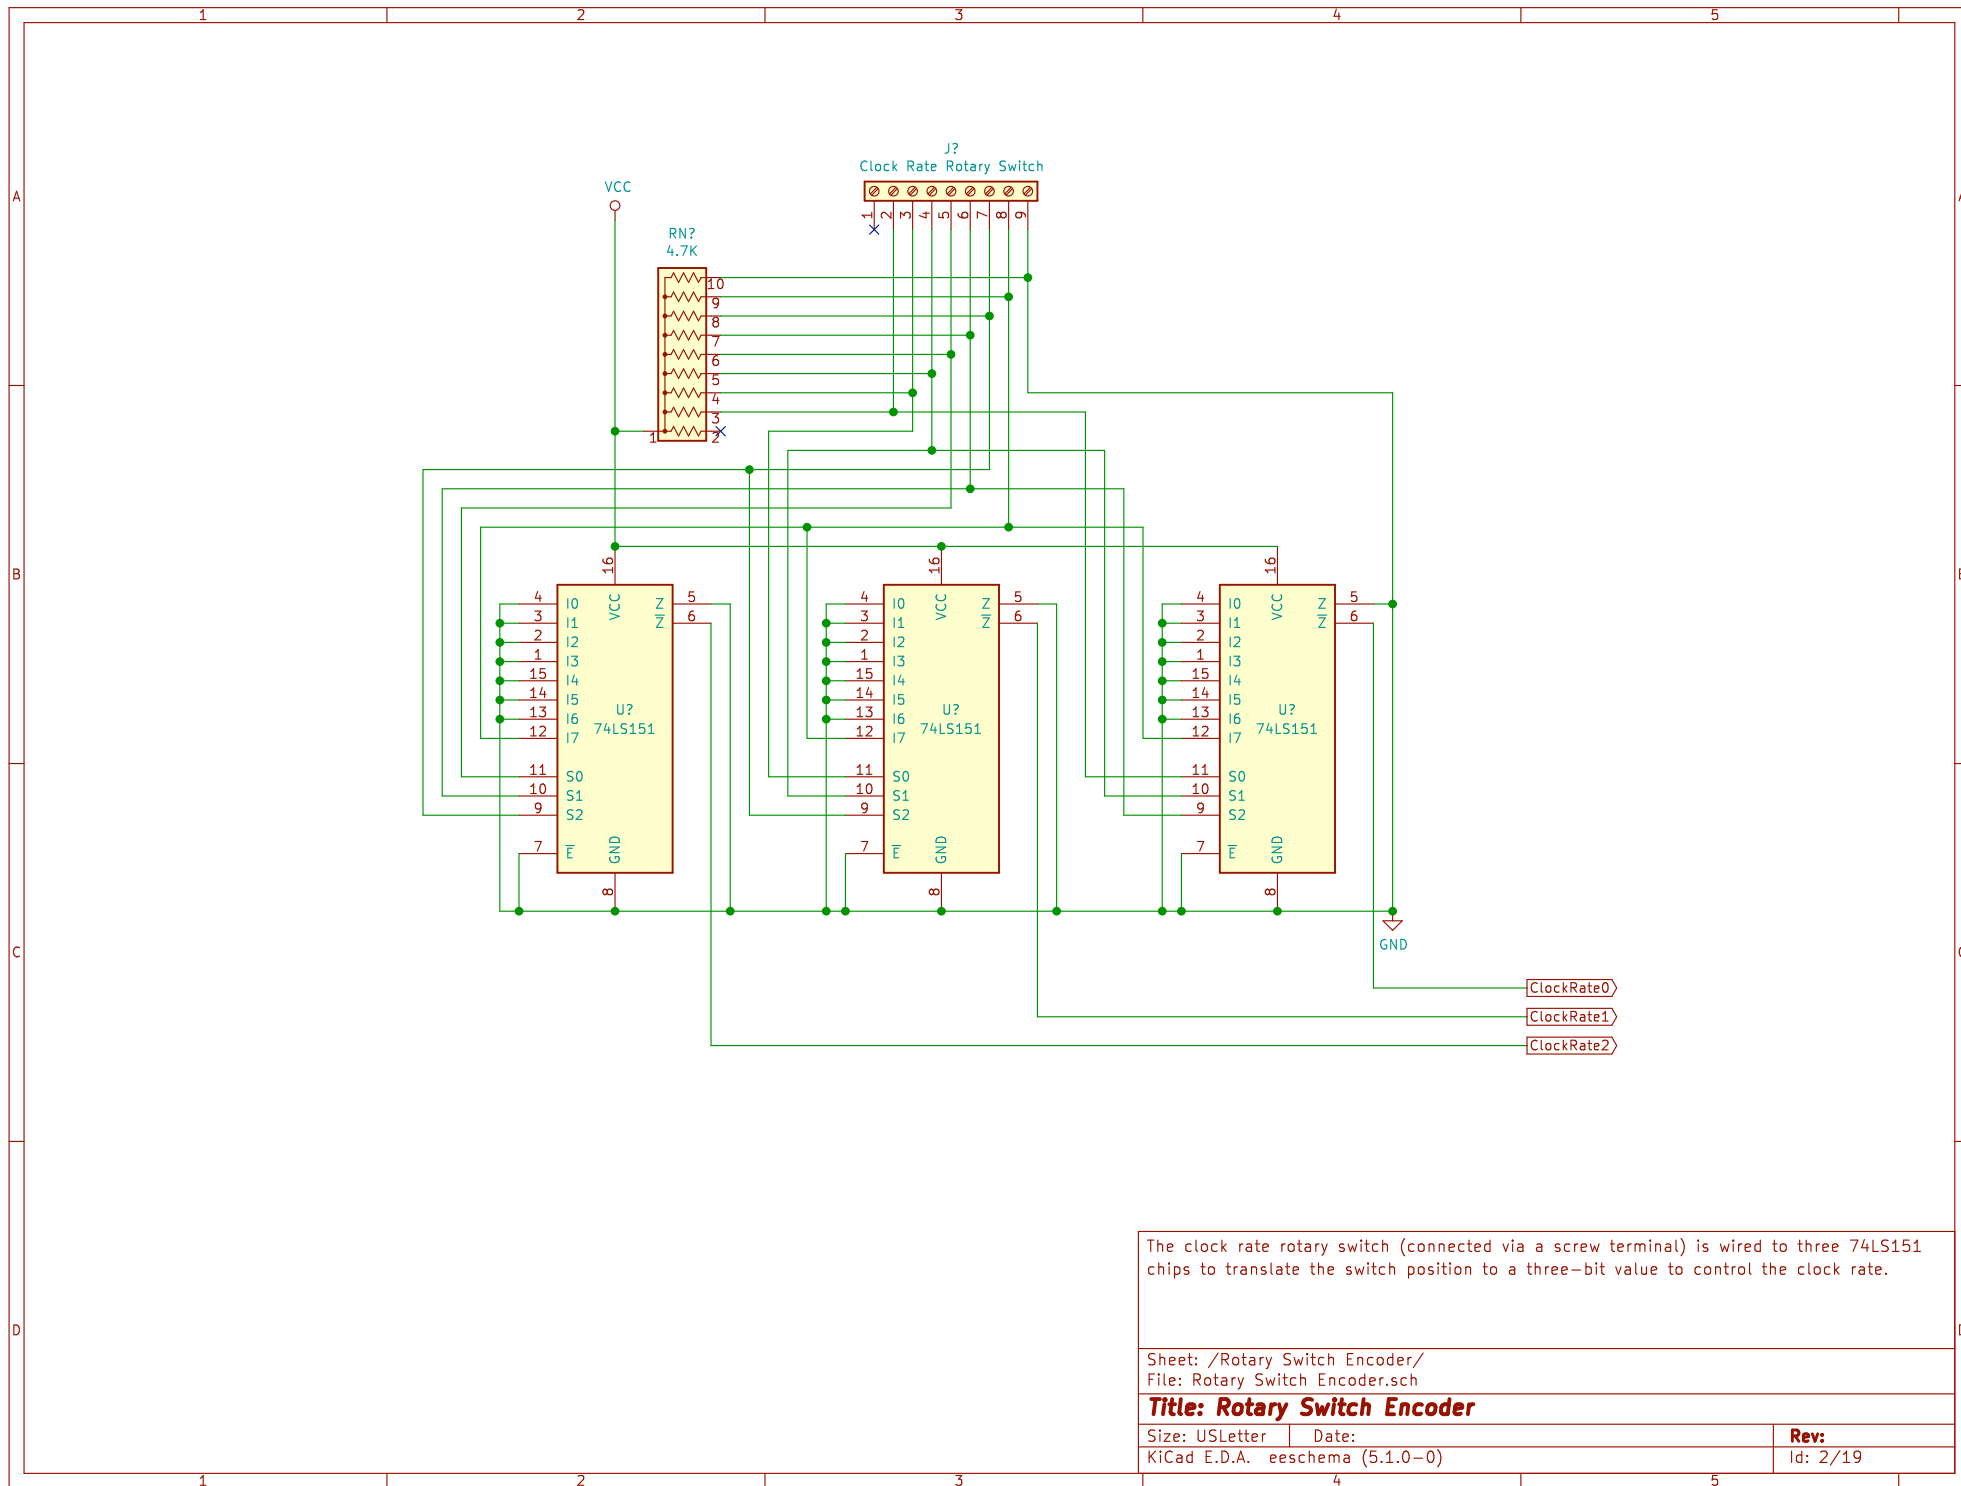 1 2 3 4 5
J?
Clock Rate Rotary Switch
A
VCC
1 2 3 4 5 6 7 8 9
RN?
4.7K
10
9
8
7
6
5
4
3
1 2
B
16 16 16
4 I0 VCC Z 5 4 I0 VCC Z 5 4 I0 VCC Z 5
3 I1 Z 6 3 I1 Z 6 3 I1 Z 6
2 I2 2 I2 2 I2
1 I3 1 I3 1 I3
15 I4 15 I4 15 I4
14 I5 14 I5 14 I5
13 I6 U? 13 I6 U? 13 I6 U?
12 I7 74LS151 12 I7 74LS151 12 I7 74LS151
11 S0 11 S0 11 S0
10 S1 10 S1 10 S1
9 S2 9 S2 9 S2
7 E GND 7 E GND 7 E GND
8 8 8
C
GND
ClockRate0
ClockRate1
ClockRate2
The clock rate rotary switch (connected via a screw terminal) is wired to three 74LS151
chips to translate the switch position to a three-bit value to control the clock rate.
D
Sheet: /Rotary Switch Encoder/
File: Rotary Switch Encoder.sch
Title: Rotary Switch Encoder
Size: USLetter Date: Rev:
KiCad E.D.A. eeschema (5.1.0-0) Id: 2/19
1 2 3 4 5